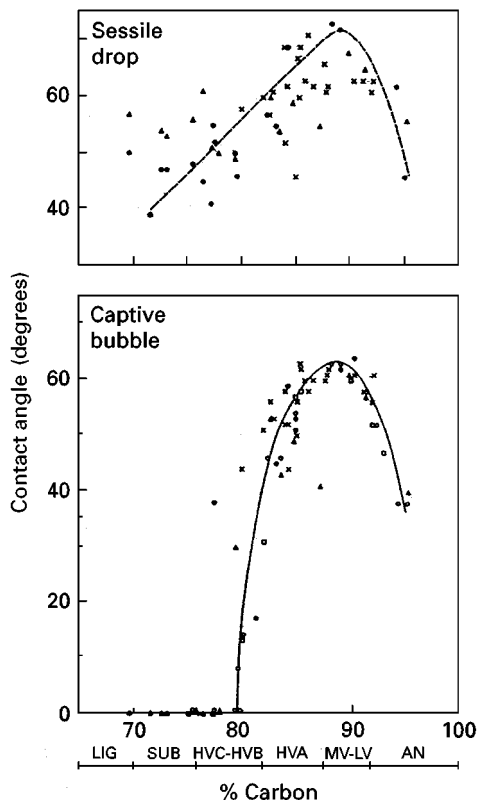 Sessile
drop
60
40
Contact angle (degrees)
Captive
bubble
60
40
20
0
70 80 90 100
LIG SUB HVC-HVB HVA MV-LV AN
% Carbon